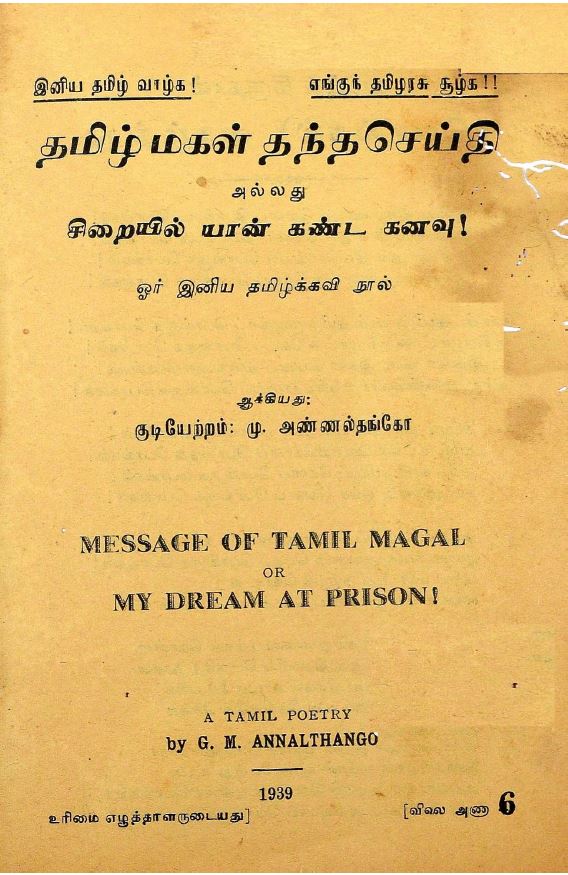 இனிய தமிழ் வாழ்க! எங்குந் தமிழரசு சூழ்க!!
தமிழ் மகள் தந்த செய்தி
அல்லது
சிறையில் யான் கண்ட கனவு!
ஓர் இனிய தமிழ்க்கவி நூல்
ஆக்கியது:
குடியேற்றம்: மு. அண்ணல்தங்கோ
MESSAGE OF TAMIL MAGAL
OR
MY DREAM AT PRISON!
A TAMIL POETRY
by G. M. ANNALTHANGO
1939
உரிமை எழுத்தாளருடையது] [விலை அணா 6